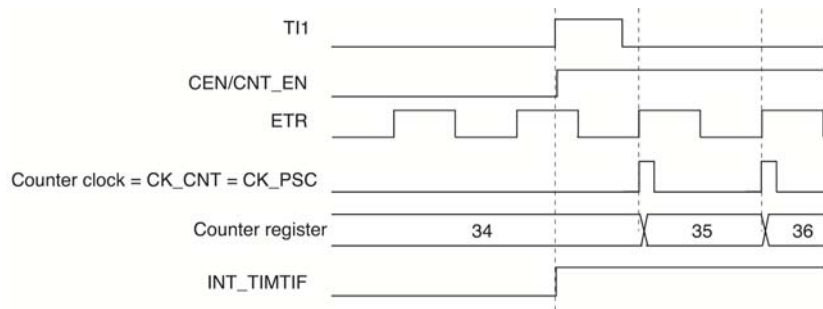 TI1
CEN/CNT_EN
ETR
Counter clock = CK_CNT = CK_PSC
Counter register 34 35 36
INT_TIMTIF